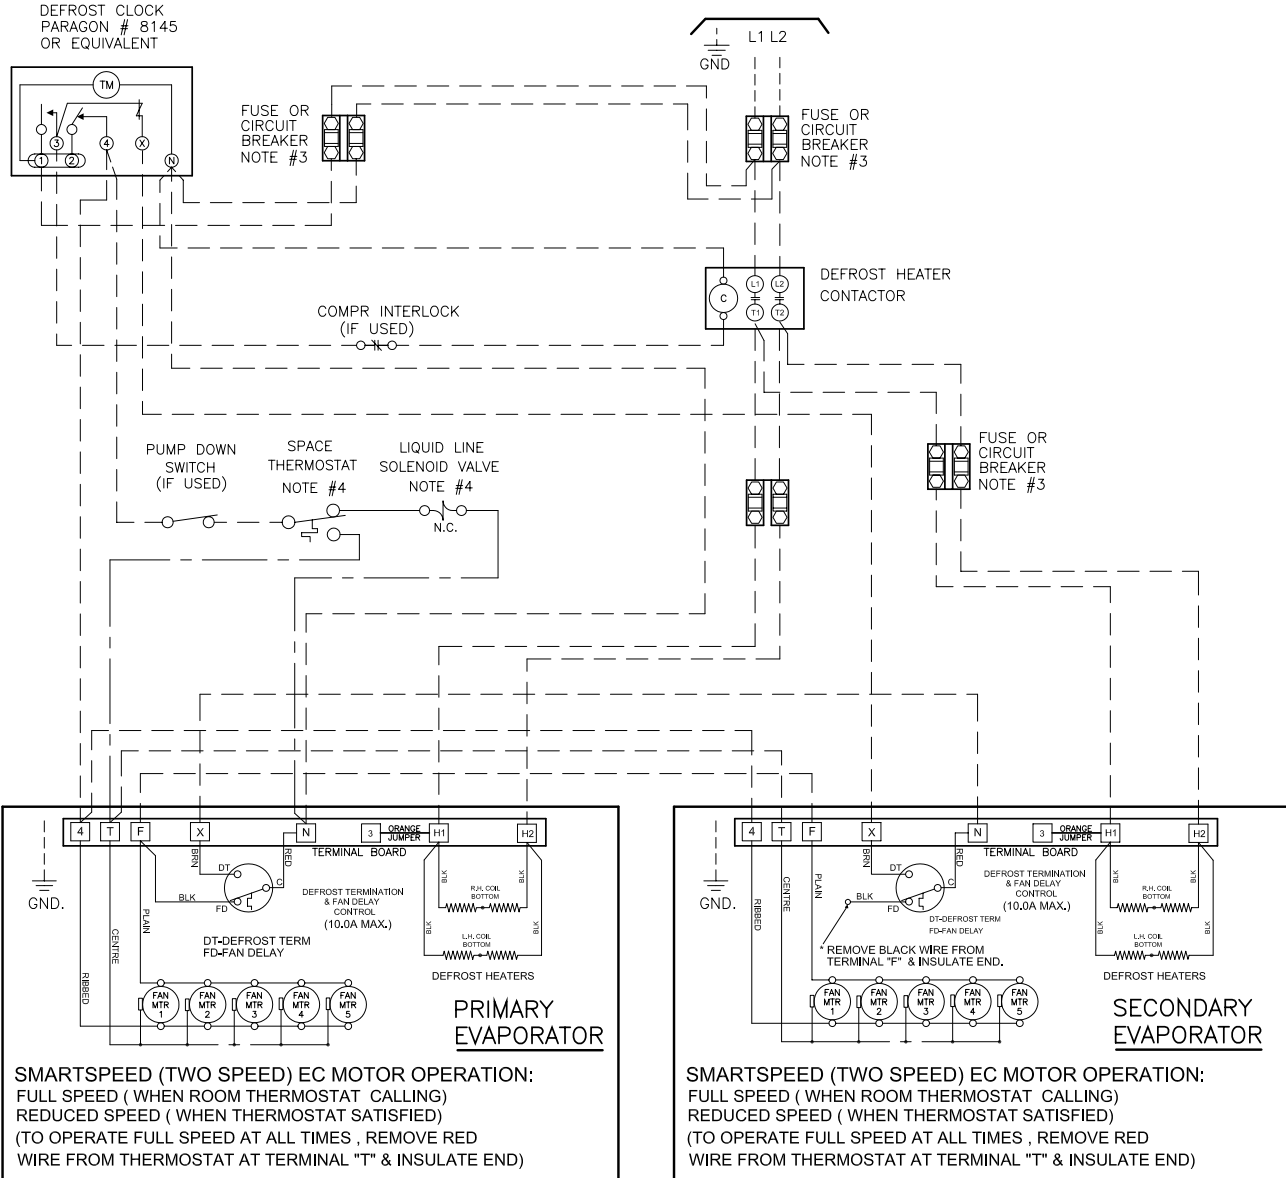 DEFROST CLOCK
PARAGON # 8145
OR EQUIVALENT
TM
3
4
X
1
2
N
FUSE OR
CIRCUIT
BREAKER
NOTE #3
GND
L1 L2
FUSE OR
CIRCUIT
BREAKER
NOTE #3
DEFROST HEATER
CONTACTOR
C
L1
L2
T1
T2
COMPR INTERLOCK
(IF USED)
PUMP DOWN
SWITCH
(IF USED)
SPACE
THERMOSTAT
NOTE #4
LIQUID LINE
SOLENOID VALVE
NOTE #4
N.C.
FUSE OR
CIRCUIT
BREAKER
NOTE #3
4
T
F
X
N
3
ORANGE
JUMPER
H1
H2
TERMINAL BOARD
GND.
BRN
RED
DT
C
BLK
FD
DEFROST TERMINATION
& FAN DELAY
CONTROL
(10.0A MAX.)
DT-DEFROST TERM
FD-FAN DELAY
PLAIN
CENTRE
RIBBED
BLK
BLK
BLK
BLK
R.H. COIL
BOTTOM
L.H. COIL
BOTTOM
DEFROST HEATERS
FAN
MTR
1
FAN
MTR
2
FAN
MTR
3
FAN
MTR
4
FAN
MTR
5
PRIMARY
EVAPORATOR
SMARTSPEED (TWO SPEED) EC MOTOR OPERATION:
FULL SPEED ( WHEN ROOM THERMOSTAT CALLING)
REDUCED SPEED ( WHEN THERMOSTAT SATISFIED)
(TO OPERATE FULL SPEED AT ALL TIMES , REMOVE RED
WIRE FROM THERMOSTAT AT TERMINAL "T" & INSULATE END)
4
T
F
X
N
3
ORANGE
JUMPER
H1
H2
TERMINAL BOARD
GND.
BRN
RED
DT
C
BLK
FD
DEFROST TERMINATION
& FAN DELAY
CONTROL
(10.0A MAX.)
DT-DEFROST TERM
FD-FAN DELAY
* REMOVE BLACK WIRE FROM
TERMINAL "F" & INSULATE END.
PLAIN
CENTRE
RIBBED
BLK
BLK
BLK
BLK
R.H. COIL
BOTTOM
L.H. COIL
BOTTOM
DEFROST HEATERS
FAN
MTR
1
FAN
MTR
2
FAN
MTR
3
FAN
MTR
4
FAN
MTR
5
SECONDARY
EVAPORATOR
SMARTSPEED (TWO SPEED) EC MOTOR OPERATION:
FULL SPEED ( WHEN ROOM THERMOSTAT CALLING)
REDUCED SPEED ( WHEN THERMOSTAT SATISFIED)
(TO OPERATE FULL SPEED AT ALL TIMES , REMOVE RED
WIRE FROM THERMOSTAT AT TERMINAL "T" & INSULATE END)